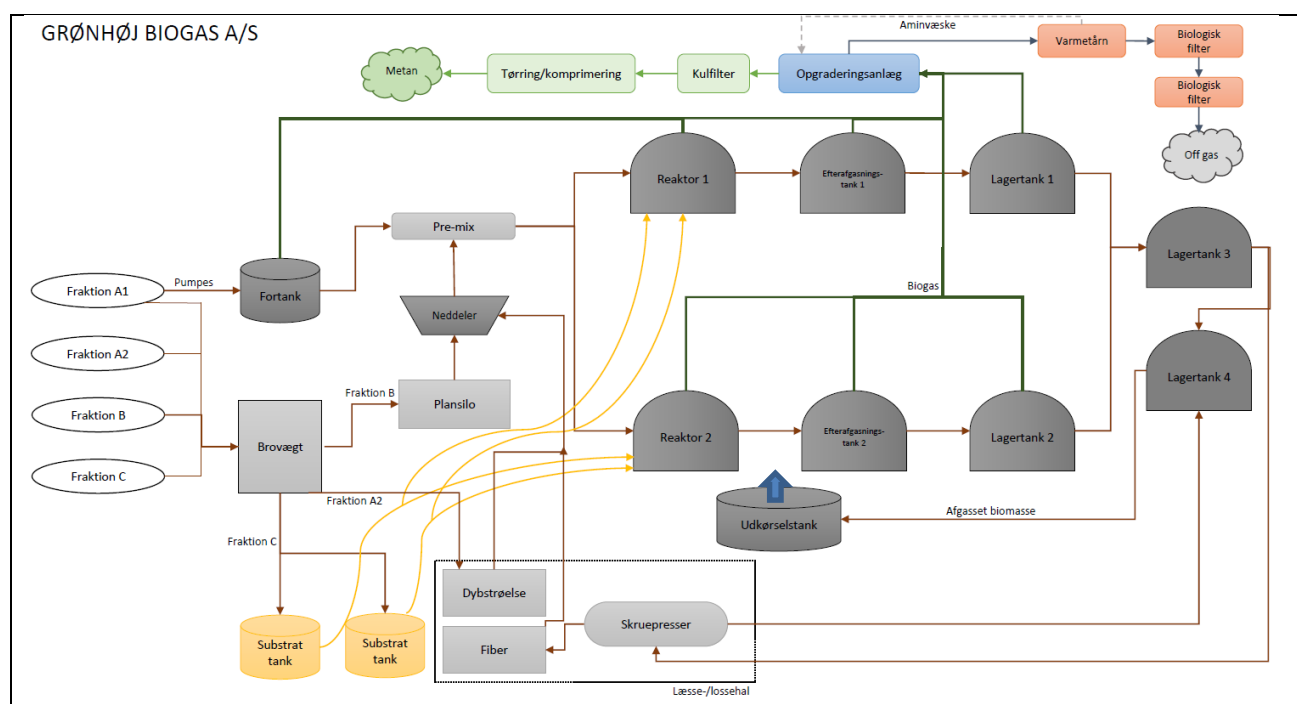 GRØNHØJ BIOGAS A/S
Aminvæske
Varmetårn
Biologisk
filter
Metan
Tørring/komprimering
Kulfilter
Opgraderingsanlæg
Biologisk
filter
Off gas
Reaktor 1
Efterafgasnings-
tank 1
Lagertank 1
Pre-mix
Lagertank 3
Pumpes
Fraktion A1
Fortank
Biogas
Neddeler
Fraktion A2
Lagertank 4
Fraktion B
Plansilo
Fraktion B
Brovægt
Reaktor 2
Efterafgasnings-
tank 2
Lagertank 2
Fraktion C
Fraktion A2
Udkørselstank
Afgasset biomasse
Fraktion C
Dybstrøelse
Skruepresser
Substrat
tank
Substrat
tank
Fiber
Læsse-/lossehal